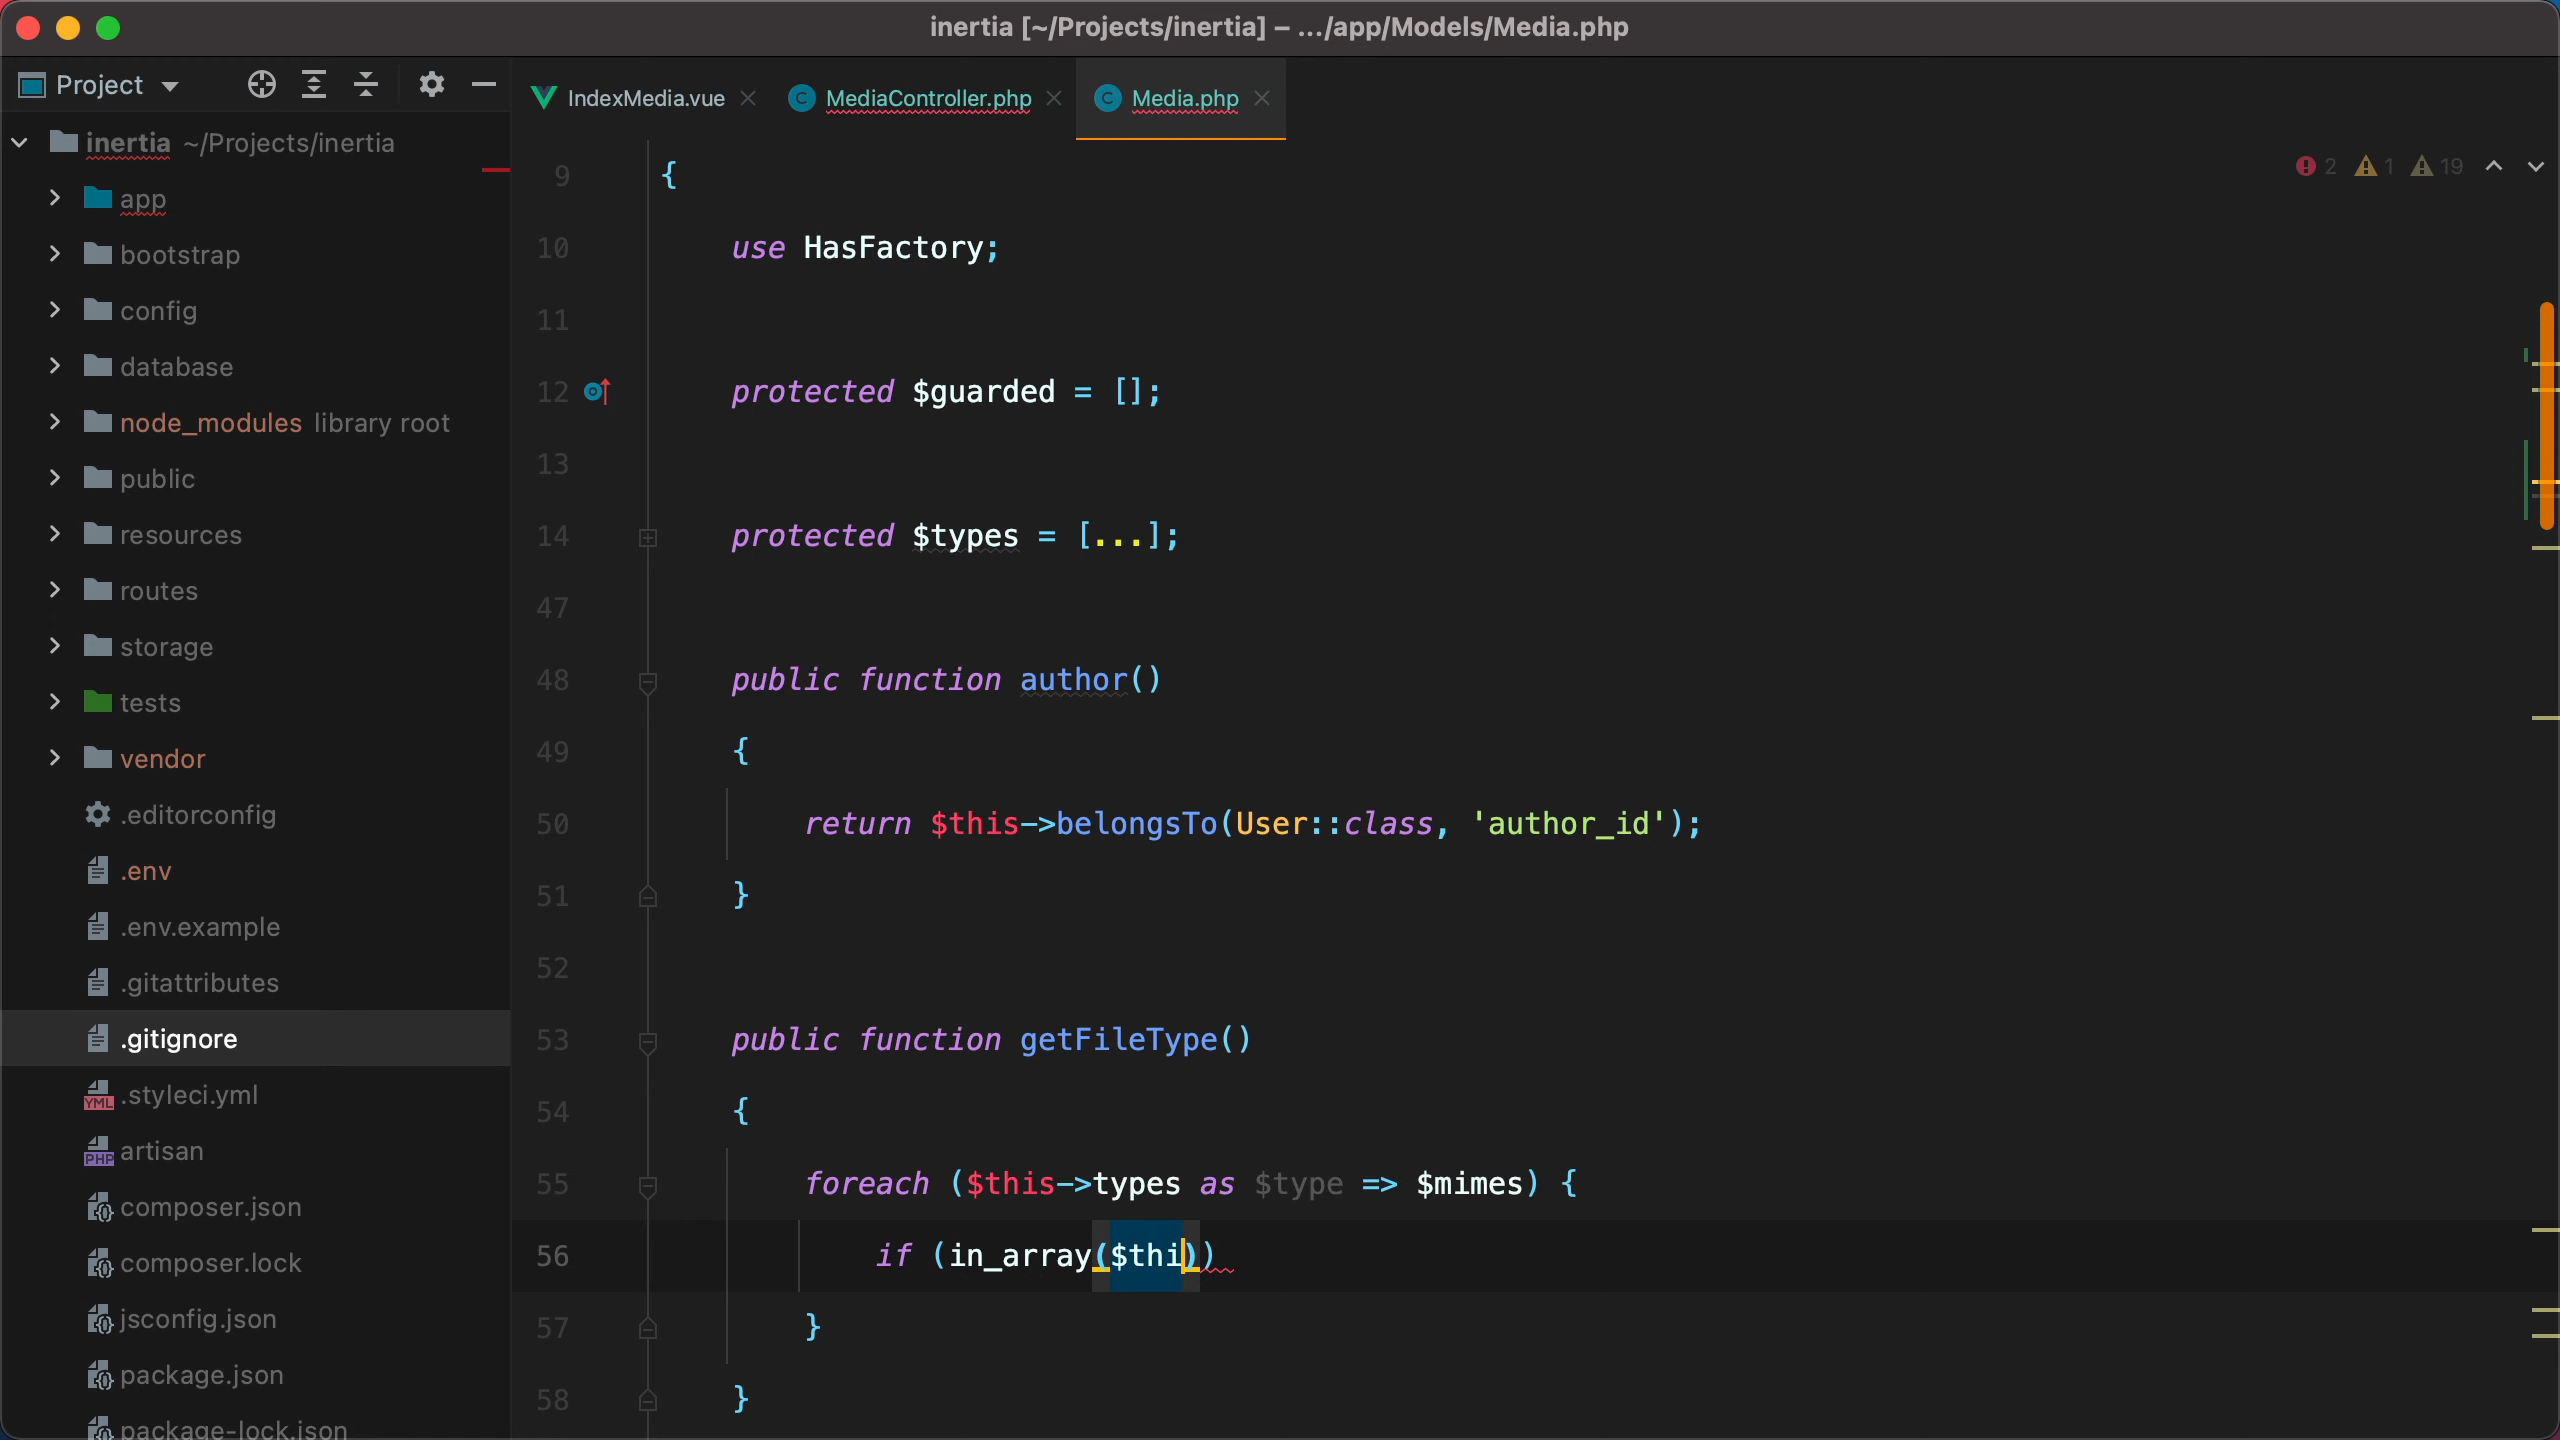 inertia [~/Projects/inertia] – .../app/Models/Media.php
Project
IndexMedia.vue
MediaController.php
Media.php
inertia ~/Projects/inertia
app
bootstrap
config
database
node_modules library root
public
resources
routes
storage
tests
vendor
.editorconfig
.env
.env.example
.gitattributes
.gitignore
.styleci.yml
artisan
composer.json
composer.lock
jsconfig.json
package.json
package-lock.json
2 1 19
9 {
10 use HasFactory;
11
12 protected $guarded = [];
13
14 protected $types = [...];
47
48 public function author()
49 {
50 return $this->belongsTo(User::class, 'author_id');
51 }
52
53 public function getFileType()
54 {
55 foreach ($this->types as $type => $mimes) {
56 if (in_array($thi))
57 }
58 }